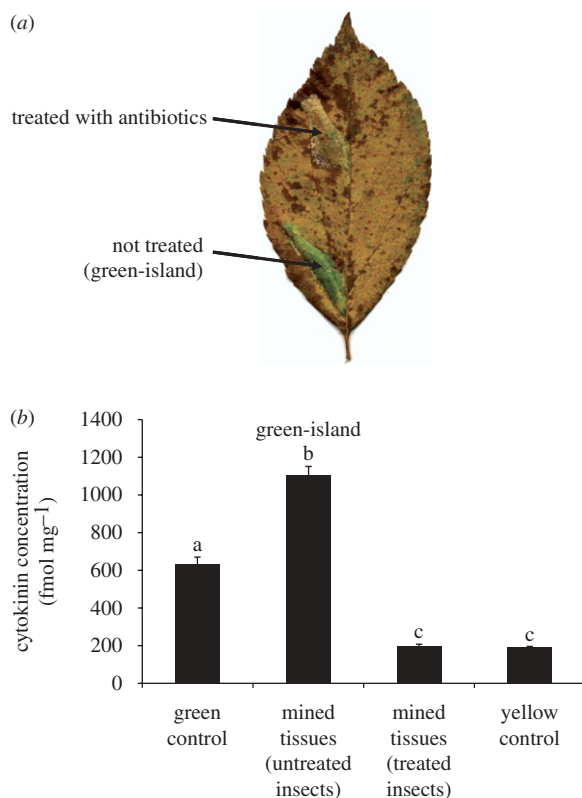 (a)
treated with antibiotics
not treated
(green-island)
(b)
1400
1200
1000
800
600
400
200
0
cytokinin concentration
(fmol mg−1)
a
green-island
b
c
c
green
control
mined
tissues
(untreated
insects)
mined
tissues
(treated
insects)
yellow
control